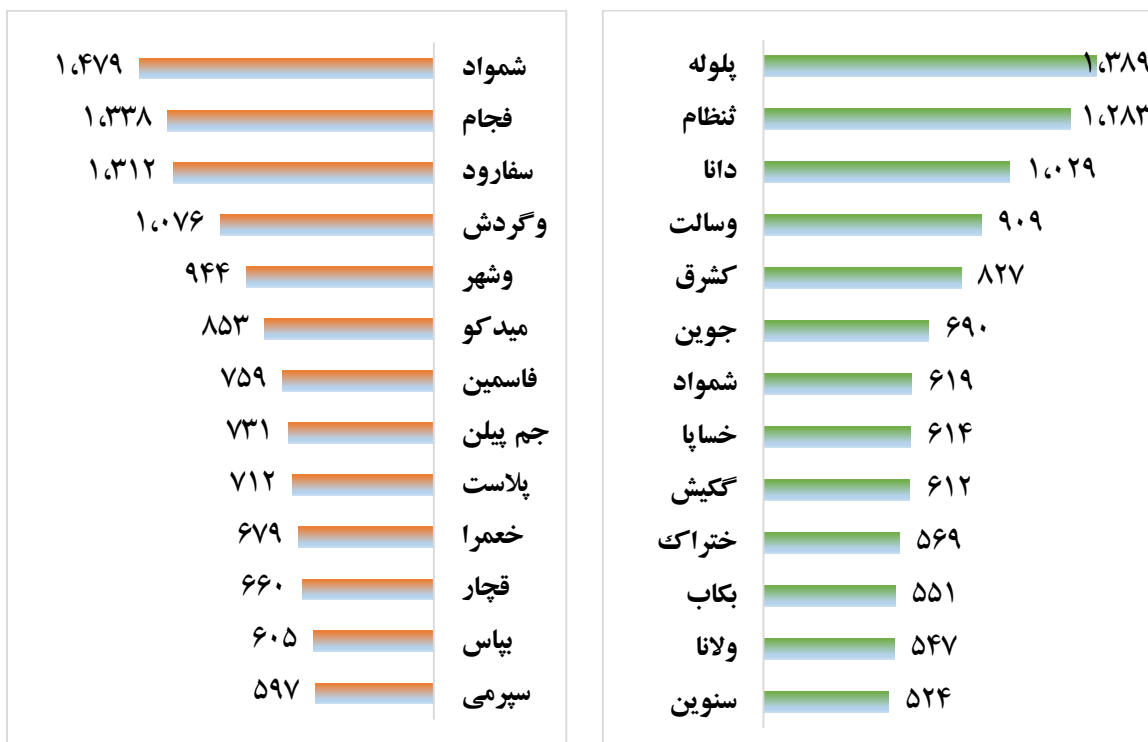 پلوله ۱،۳۸۹
ثنظام ۱،۲۸۳
دانا ۱،۰۲۹
وسالت ۹۰۹
کشرق ۸۲۷
جوین ۶۹۰
شمواد ۶۱۹
خساپا ۶۱۴
گکیش ۶۱۲
ختراک ۵۶۹
بکاب ۵۵۱
ولانا ۵۴۷
سنوین ۵۲۴
شمواد ۱،۴۷۹
فجام ۱،۳۳۸
سفارود ۱،۳۱۲
وگردش ۱،۰۷۶
وشهر ۹۴۴
میدکو ۸۵۳
فاسمین ۷۵۹
جم پیلن ۷۳۱
پلاست ۷۱۲
خعمرا ۶۷۹
قچار ۶۶۰
بپاس ۶۰۵
سپرمی ۵۹۷